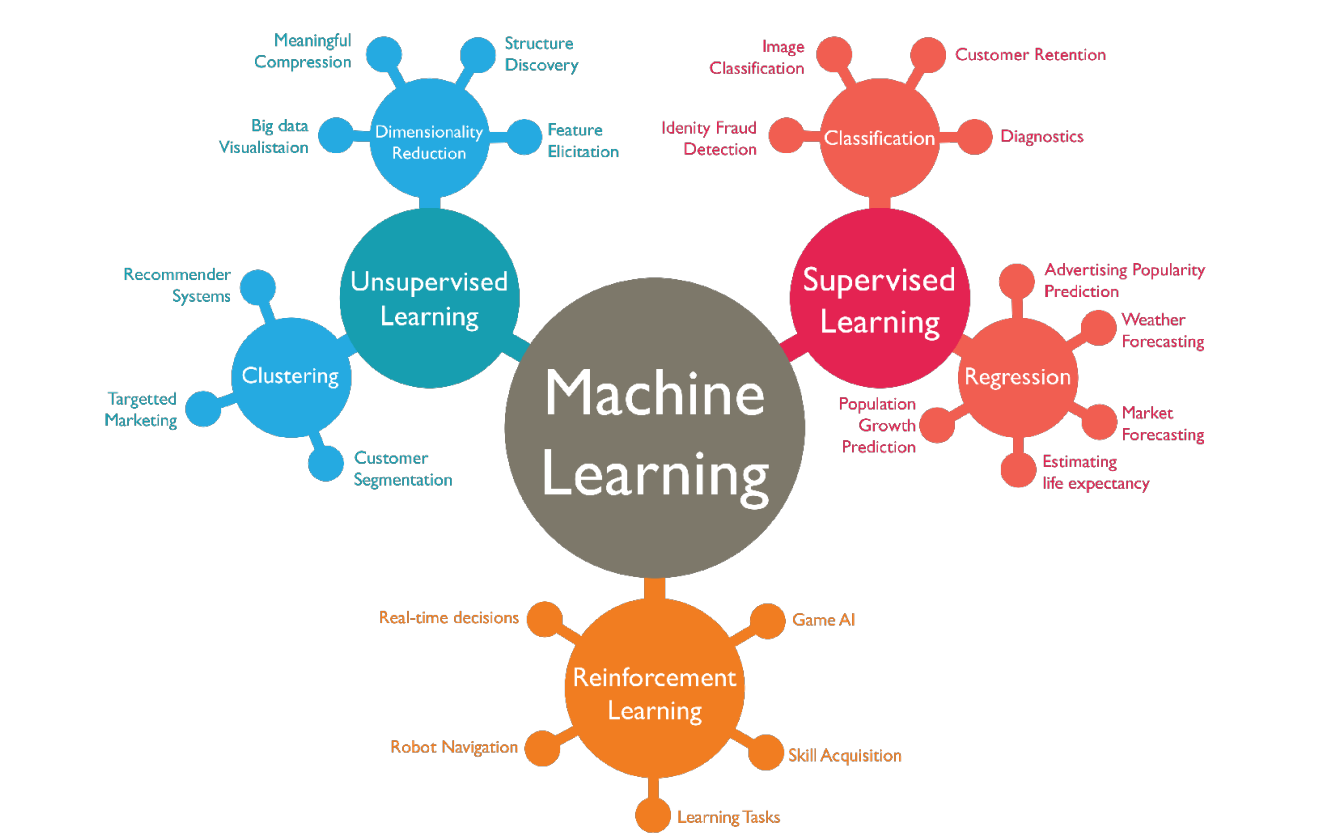 Meaningful
Compression
Structure
Discovery
Big data
Visualistaion
Dimensionality
Reduction
Feature
Elicitation
Image
Classification
Customer Retention
Idenity Fraud
Detection
Classification
Diagnostics
Unsupervised
Learning
Recommender
Systems
Clustering
Targetted
Marketing
Customer
Segmentation
Machine
Learning
Supervised
Learning
Advertising Popularity
Prediction
Weather
Forecasting
Regression
Population
Growth
Prediction
Market
Forecasting
Estimating
life expectancy
Real-time decisions
Game AI
Reinforcement
Learning
Robot Navigation
Skill Acquisition
Learning Tasks